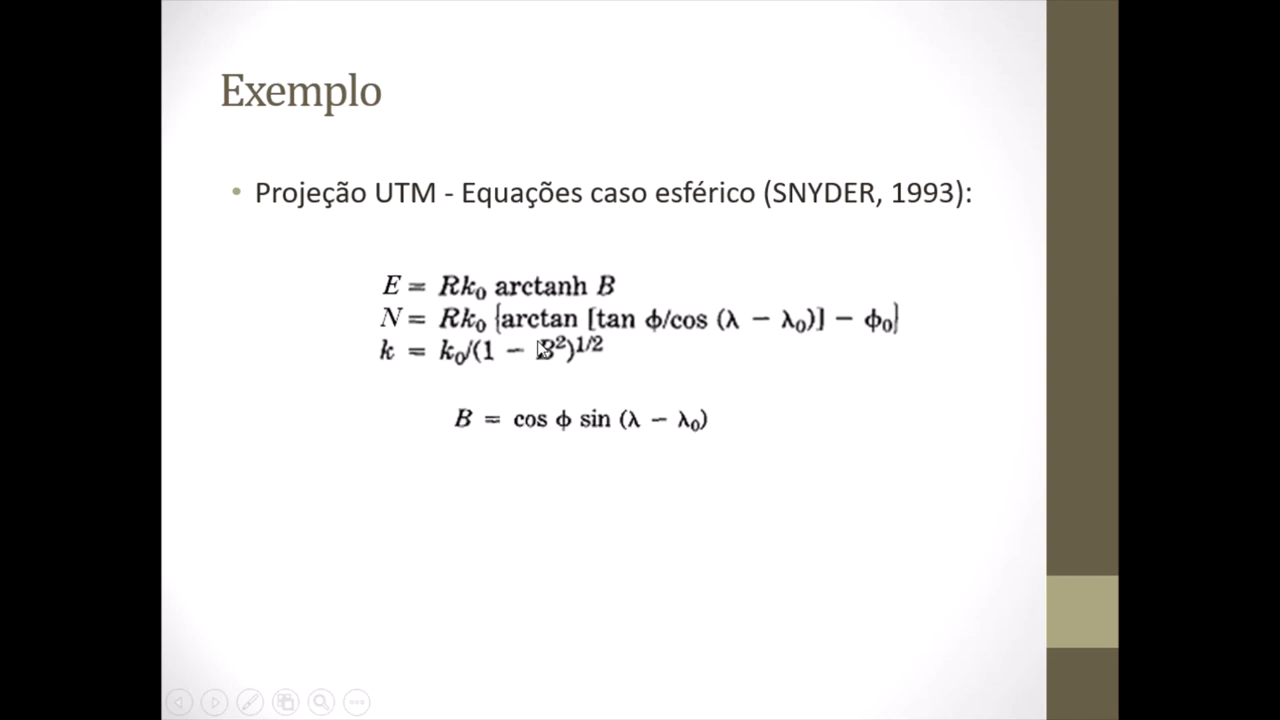 Exemplo
• Projeção UTM - Equações caso esférico (SNYDER, 1993):
E = Rk₀ arctanh B
N = Rk₀ {arctan [tan ϕ/cos (λ − λ₀)] − ϕ₀}
k = k₀/(1 − B²)^1/2
B = cos ϕ sin (λ − λ₀)